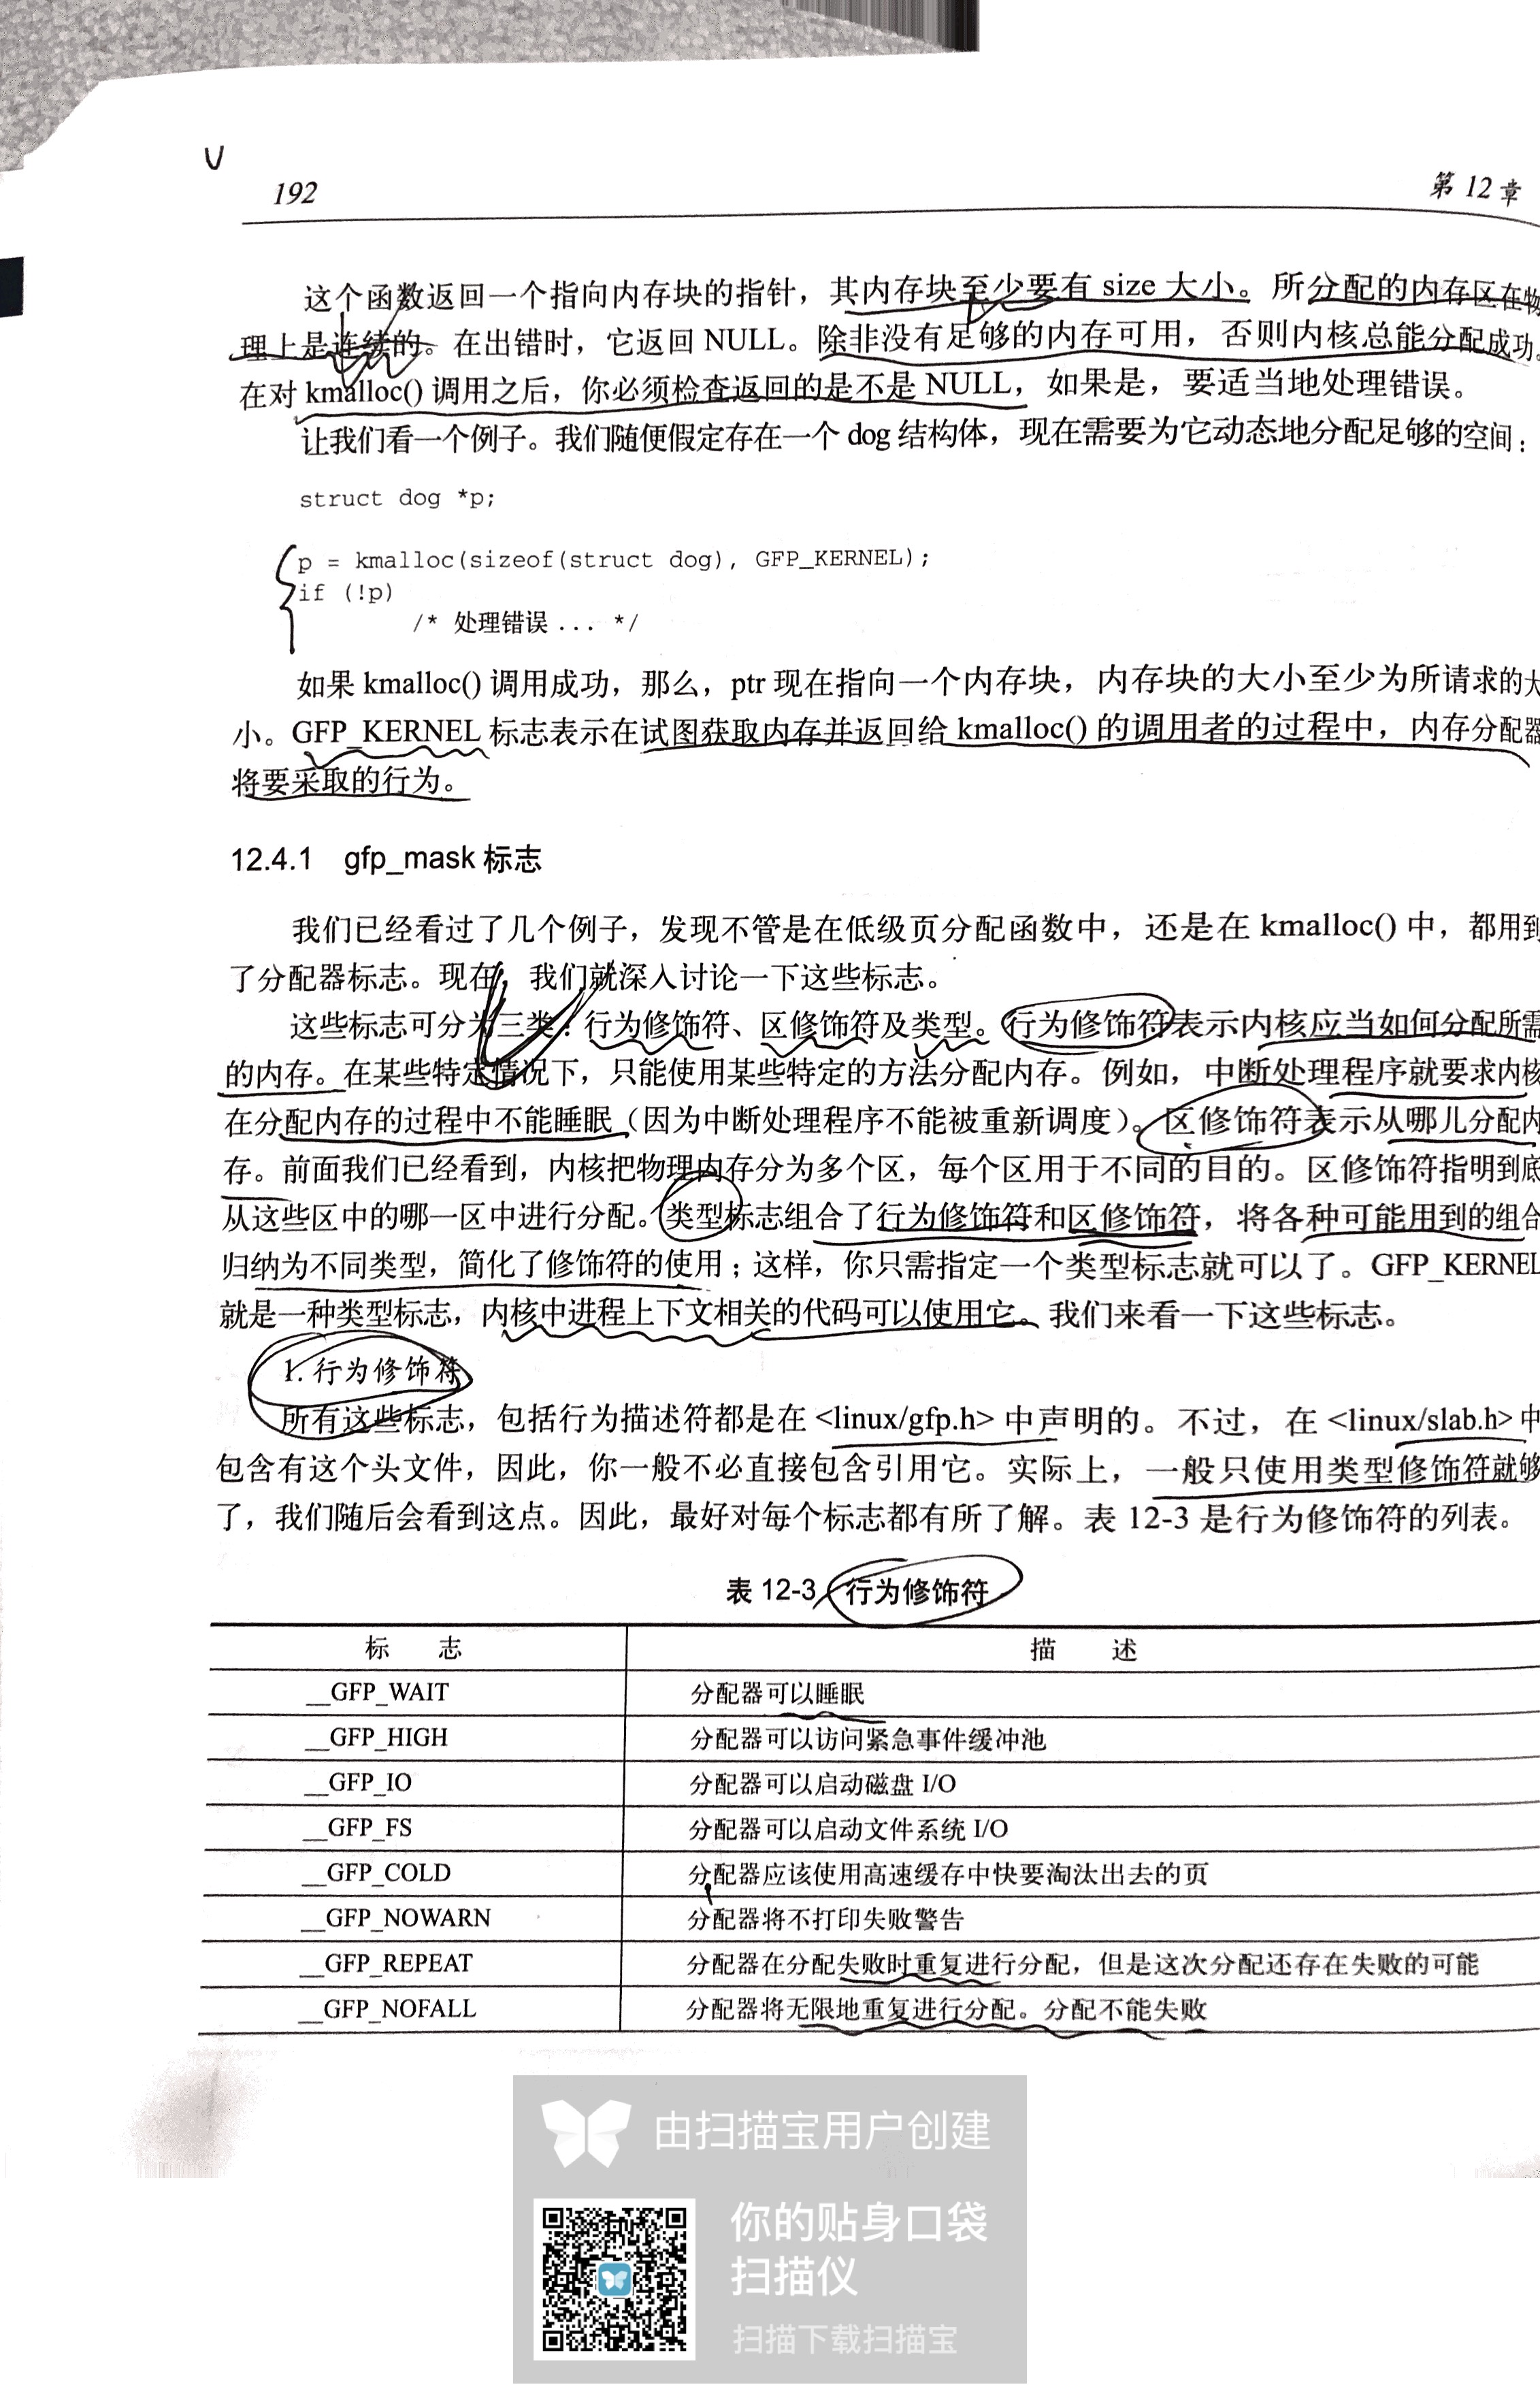 192
第 12 章
这个函数返回一个指向内存块的指针，其内存块至少要有 size 大小。所分配的内存区在物
理上是连续的。在出错时，它返回 NULL。除非没有足够的内存可用，否则内核总能分配成功。
在对 kmalloc() 调用之后，你必须检查返回的是不是 NULL，如果是，要适当地处理错误。
让我们看一个例子。我们随便假定存在一个 dog 结构体，现在需要为它动态地分配足够的空间：
struct dog *p;
p = kmalloc(sizeof(struct dog), GFP_KERNEL);
if (!p)
/* 处理错误 ... */
如果 kmalloc() 调用成功，那么，ptr 现在指向一个内存块，内存块的大小至少为所请求的大
小。GFP_KERNEL 标志表示在试图获取内存并返回给 kmalloc() 的调用者的过程中，内存分配器
将要采取的行为。
12.4.1 gfp_mask 标志
我们已经看过了几个例子，发现不管是在低级页分配函数中，还是在 kmalloc() 中，都用到
了分配器标志。现在，我们就深入讨论一下这些标志。
这些标志可分为三类：行为修饰符、区修饰符及类型。行为修饰符表示内核应当如何分配所需
的内存。在某些特定情况下，只能使用某些特定的方法分配内存。例如，中断处理程序就要求内核
在分配内存的过程中不能睡眠（因为中断处理程序不能被重新调度）。区修饰符表示从哪儿分配内
存。前面我们已经看到，内核把物理内存分为多个区，每个区用于不同的目的。区修饰符指明到底
从这些区中的哪一区中进行分配。类型标志组合了行为修饰符和区修饰符，将各种可能用到的组合
归纳为不同类型，简化了修饰符的使用；这样，你只需指定一个类型标志就可以了。GFP_KERNEL
就是一种类型标志，内核中进程上下文相关的代码可以使用它。我们来看一下这些标志。
1. 行为修饰符
所有这些标志，包括行为描述符都是在 <linux/gfp.h> 中声明的。不过，在 <linux/slab.h> 中
包含有这个头文件，因此，你一般不必直接包含引用它。实际上，一般只使用类型修饰符就够
了，我们随后会看到这点。因此，最好对每个标志都有所了解。表 12-3 是行为修饰符的列表。
表 12-3 行为修饰符
标 志 描 述
__GFP_WAIT 分配器可以睡眠
__GFP_HIGH 分配器可以访问紧急事件缓冲池
__GFP_IO 分配器可以启动磁盘 I/O
__GFP_FS 分配器可以启动文件系统 I/O
__GFP_COLD 分配器应该使用高速缓存中快要淘汰出去的页
__GFP_NOWARN 分配器将不打印失败警告
__GFP_REPEAT 分配器在分配失败时重复进行分配，但是这次分配还存在失败的可能
__GFP_NOFALL 分配器将无限地重复进行分配。分配不能失败
由扫描宝用户创建
你的贴身口袋
扫描仪
扫描下载扫描宝